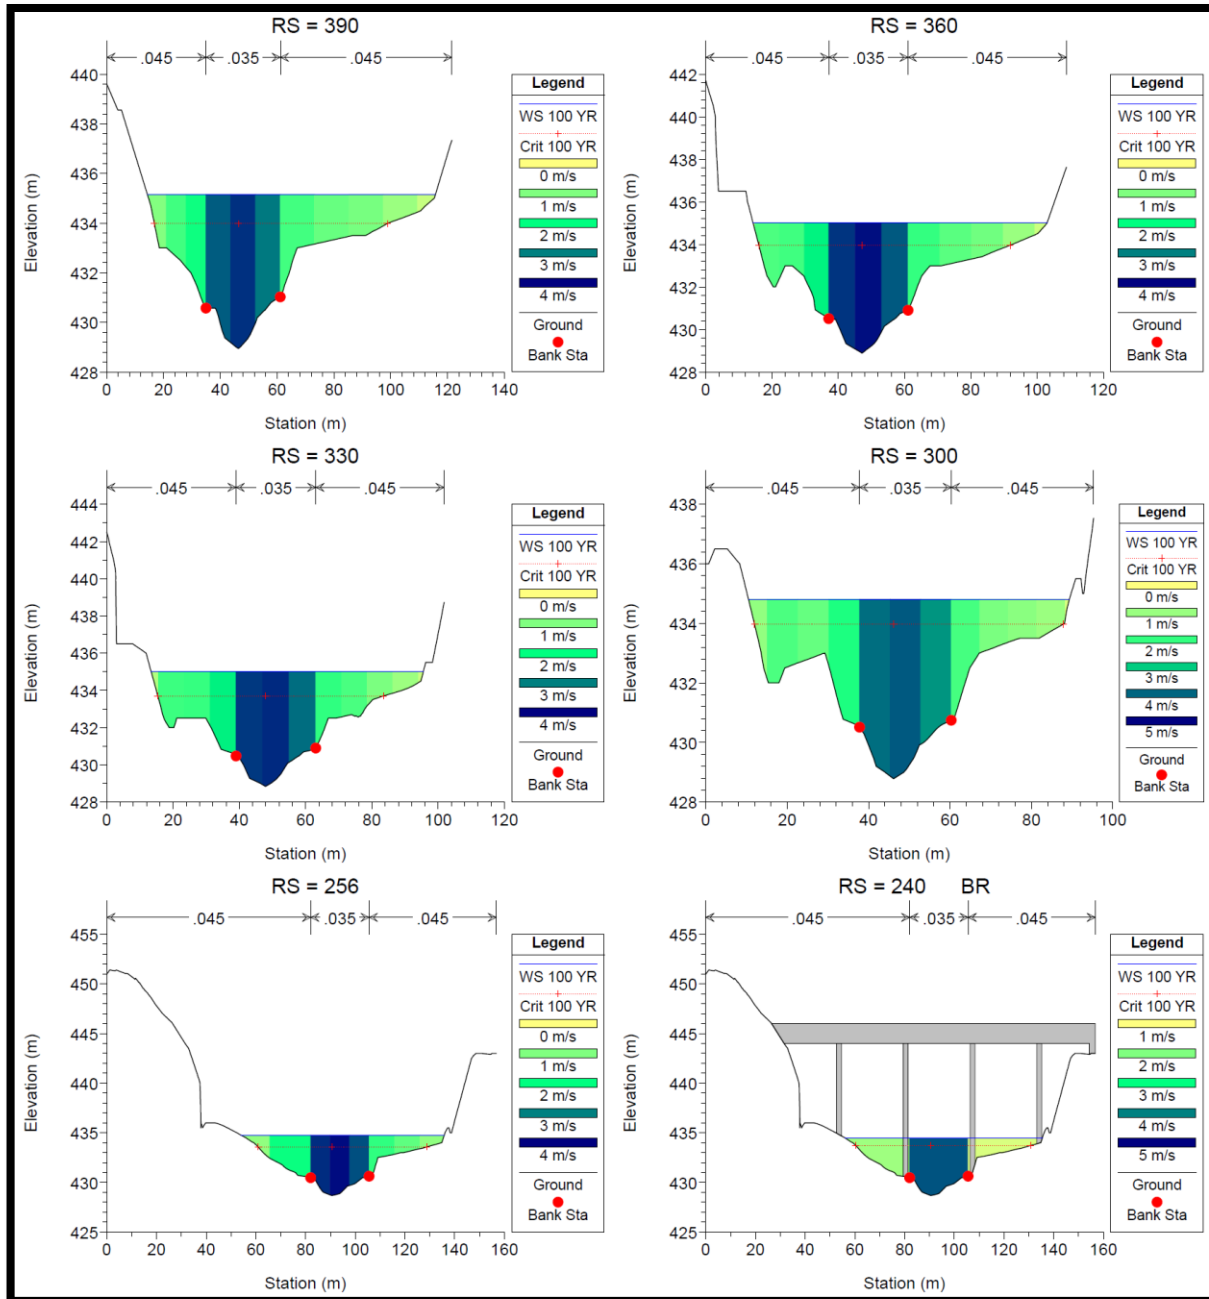 RS = 390
.045 .035 .045
Elevation (m)
440
438
436
434
432
430
428
0 20 40 60 80 100 120 140
Station (m)
Legend
WS 100 YR
Crit 100 YR
0 m/s
1 m/s
2 m/s
3 m/s
4 m/s
Ground
Bank Sta
RS = 360
.045 .035 .045
Elevation (m)
442
440
438
436
434
432
430
428
0 20 40 60 80 100 120
Station (m)
Legend
WS 100 YR
Crit 100 YR
0 m/s
1 m/s
2 m/s
3 m/s
4 m/s
Ground
Bank Sta
RS = 330
.045 .035 .045
Elevation (m)
444
442
440
438
436
434
432
430
428
0 20 40 60 80 100 120
Station (m)
Legend
WS 100 YR
Crit 100 YR
0 m/s
1 m/s
2 m/s
3 m/s
4 m/s
Ground
Bank Sta
RS = 300
.045 .035 .045
Elevation (m)
438
436
434
432
430
428
0 20 40 60 80 100
Station (m)
Legend
WS 100 YR
Crit 100 YR
0 m/s
1 m/s
2 m/s
3 m/s
4 m/s
5 m/s
Ground
Bank Sta
RS = 256
.045 .035 .045
Elevation (m)
455
450
445
440
435
430
425
0 20 40 60 80 100 120 140 160
Station (m)
Legend
WS 100 YR
Crit 100 YR
0 m/s
1 m/s
2 m/s
3 m/s
4 m/s
Ground
Bank Sta
RS = 240 BR
.045 .035 .045
Elevation (m)
455
450
445
440
435
430
425
0 20 40 60 80 100 120 140 160
Station (m)
Legend
WS 100 YR
Crit 100 YR
1 m/s
2 m/s
3 m/s
4 m/s
5 m/s
Ground
Bank Sta